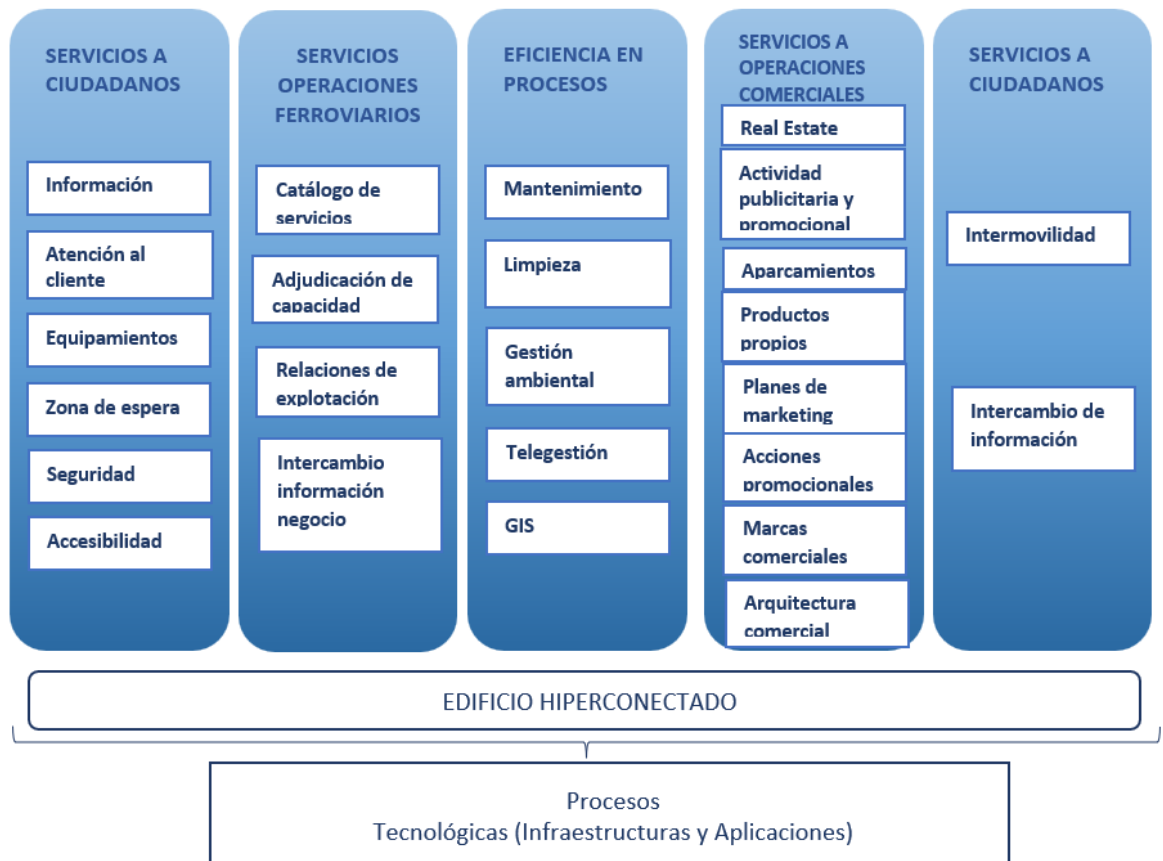 SERVICIOS A
CIUDADANOS
Información
Atención al
cliente
Equipamientos
Zona de espera
Seguridad
Accesibilidad
SERVICIOS
OPERACIONES
FERROVIARIOS
Catálogo de
servicios
Adjudicación de
capacidad
Relaciones de
explotación
Intercambio
información
negocio
EFICIENCIA EN
PROCESOS
Mantenimiento
Limpieza
Gestión
ambiental
Telegestión
GIS
SERVICIOS A
OPERACIONES
COMERCIALES
Real Estate
Actividad
publicitaria y
promocional
Aparcamientos
Productos
propios
Planes de
marketing
Acciones
promocionales
Marcas
comerciales
Arquitectura
comercial
SERVICIOS A
CIUDADANOS
Intermovilidad
Intercambio de
información
EDIFICIO HIPERCONECTADO
Procesos
Tecnológicas (Infraestructuras y Aplicaciones)